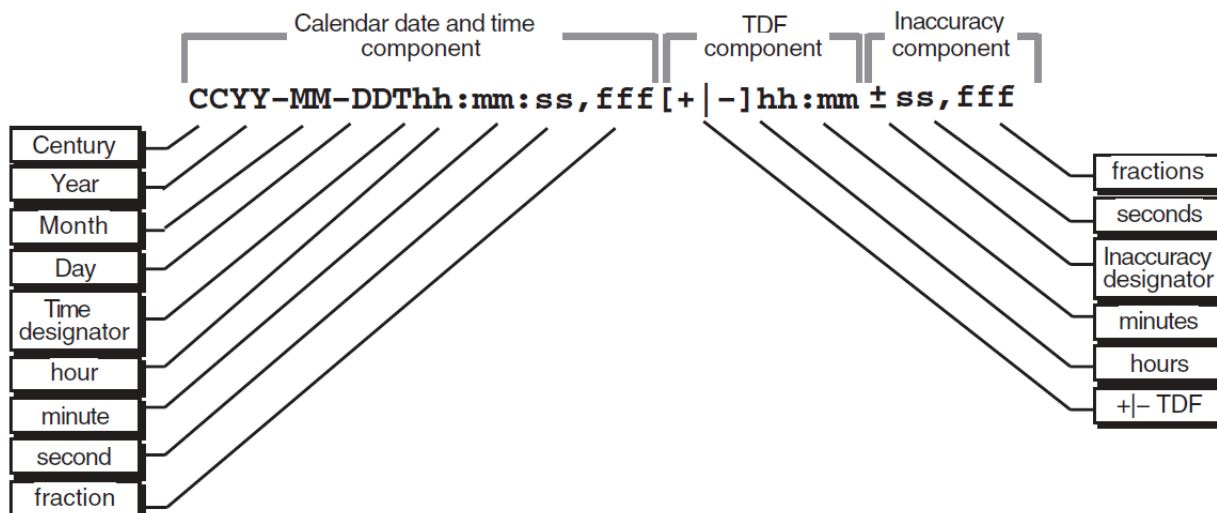 Calendar date and time
component
TDF
component
Inaccuracy
component
CCYY-MM-DDThh:mm:ss,fff[+|-]hh:mm±ss,fff
Century
Year
Month
Day
Time
designator
hour
minute
second
fraction
fractions
seconds
Inaccuracy
designator
minutes
hours
+|– TDF